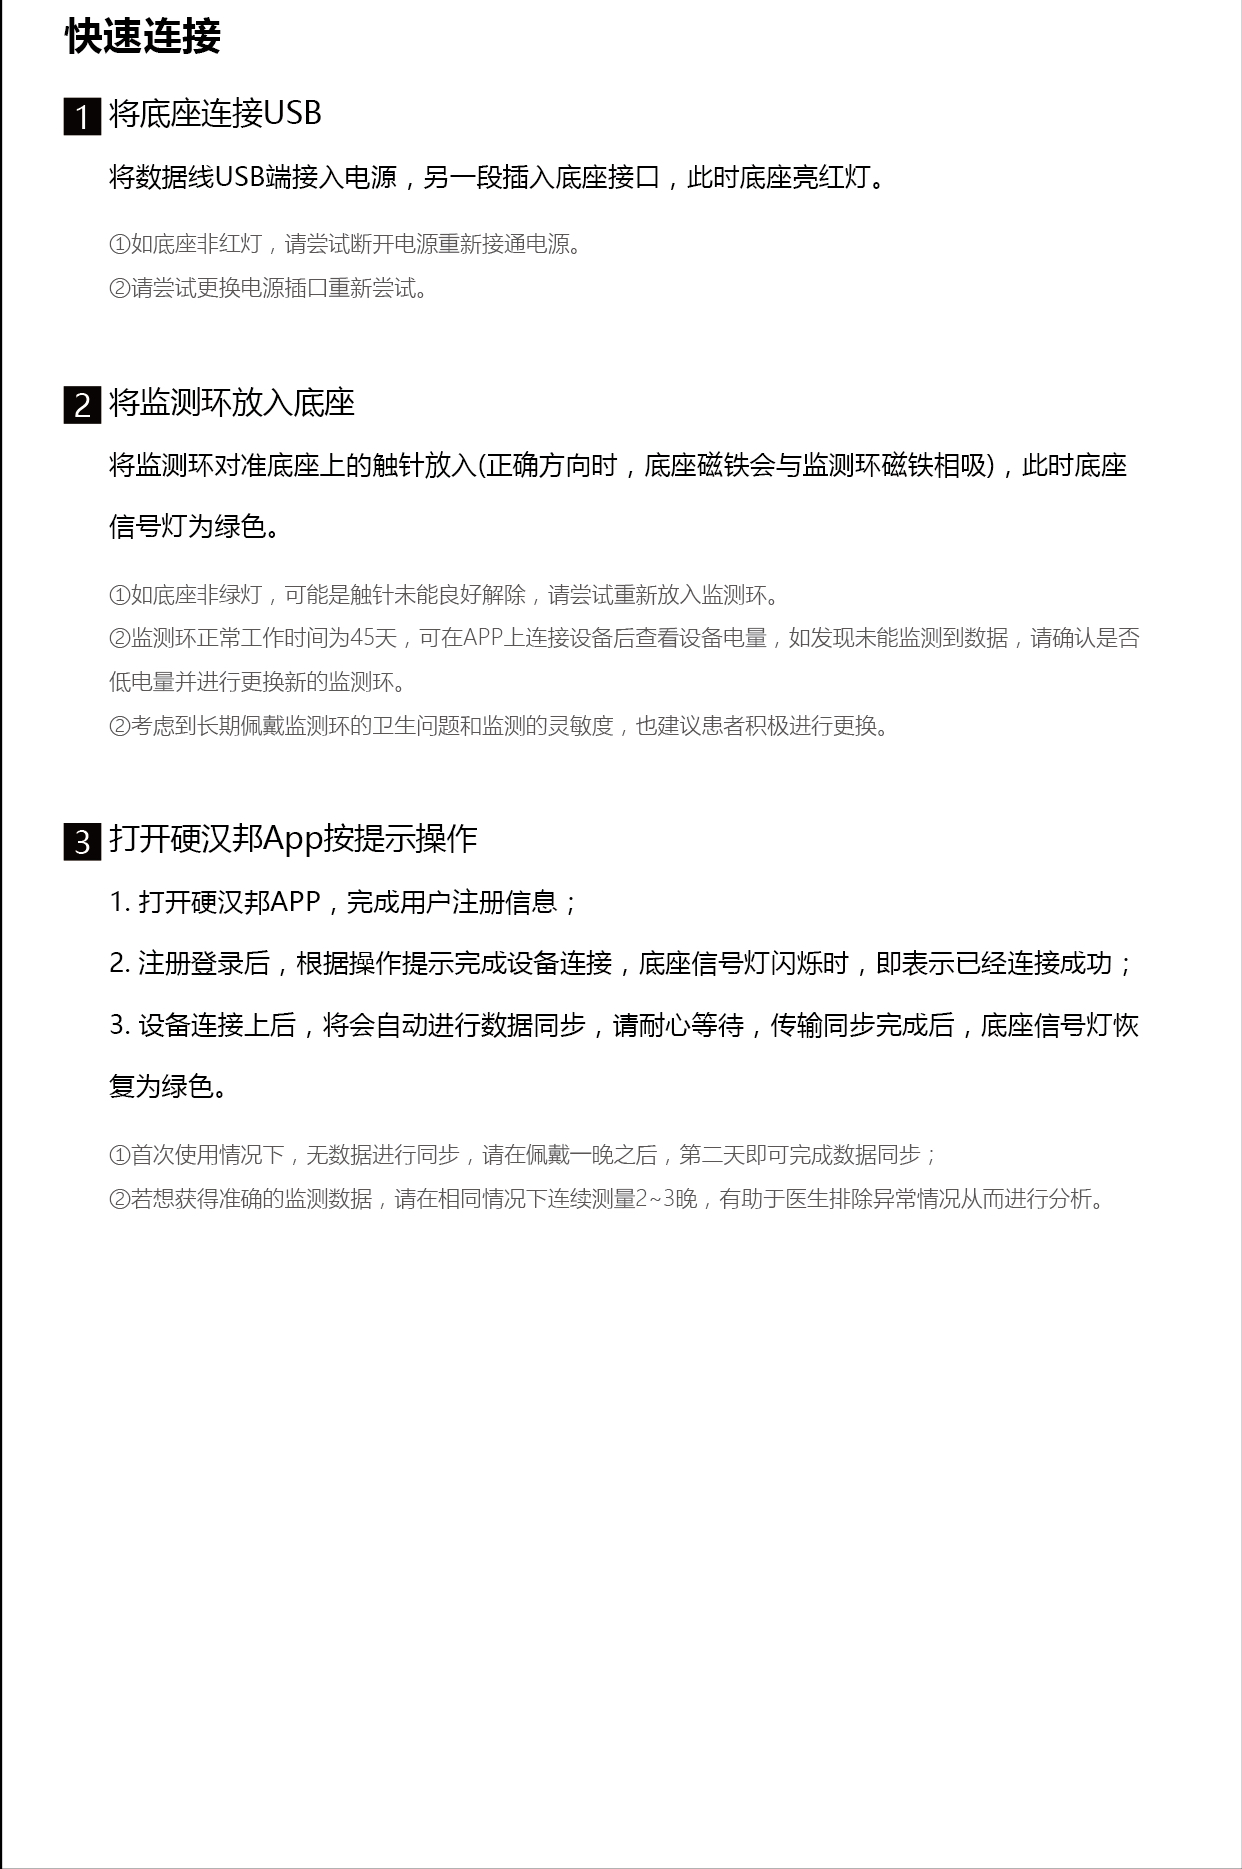 快速连接
1 将底座连接USB
将数据线USB端接入电源，另一段插入底座接口，此时底座亮红灯。
①如底座非红灯，请尝试断开电源重新接通电源。
②请尝试更换电源插口重新尝试。
2 将监测环放入底座
将监测环对准底座上的触针放入(正确方向时，底座磁铁会与监测环磁铁相吸)，此时底座
信号灯为绿色。
①如底座非绿灯，可能是触针未能良好解除，请尝试重新放入监测环。
②监测环正常工作时间为45天，可在APP上连接设备后查看设备电量，如发现未能监测到数据，请确认是否
低电量并进行更换新的监测环。
②考虑到长期佩戴监测环的卫生问题和监测的灵敏度，也建议患者积极进行更换。
3 打开硬汉邦App按提示操作
1. 打开硬汉邦APP，完成用户注册信息；
2. 注册登录后，根据操作提示完成设备连接，底座信号灯闪烁时，即表示已经连接成功；
3. 设备连接上后，将会自动进行数据同步，请耐心等待，传输同步完成后，底座信号灯恢
复为绿色。
①首次使用情况下，无数据进行同步，请在佩戴一晚之后，第二天即可完成数据同步；
②若想获得准确的监测数据，请在相同情况下连续测量2~3晚，有助于医生排除异常情况从而进行分析。